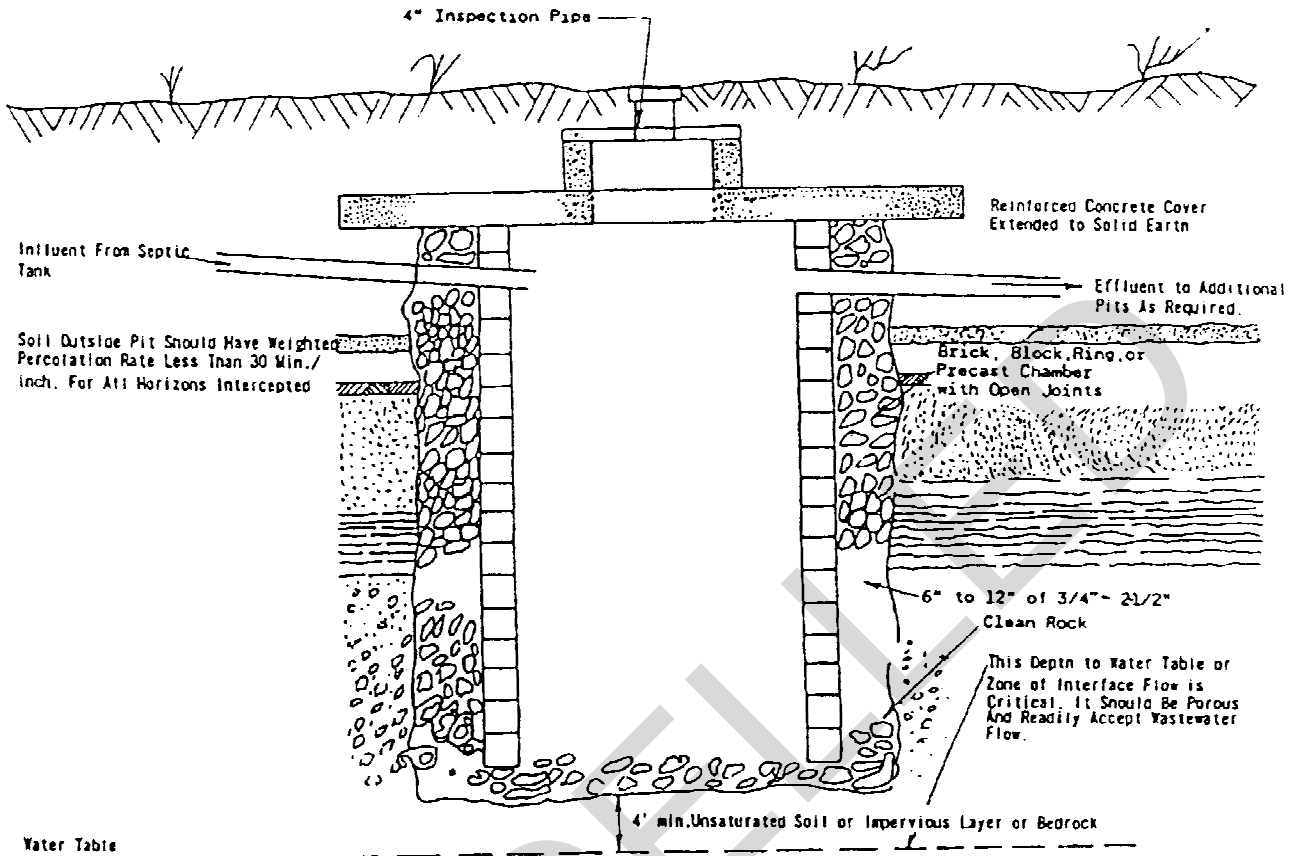 4" Inspection Pipe
Reinforced Concrete Cover
Extended to Solid Earth
Influent From Septic
Tank
Effluent to Additional
Pits As Required.
Soil Outside Pit Should Have Weighted
Percolation Rate Less Than 30 Min./
Inch. For All Horizons Intercepted
Brick, Block, Ring, or
Precast Chamber
with Open Joints
6" to 12" of 3/4"- 2-1/2"
Clean Rock
This Depth to Water Table or
Zone of Interface Flow is
Critical. It Should Be Porous
And Readily Accept Wastewater
Flow.
4' min. Unsaturated Soil or Impervious Layer or Bedrock
Water Table